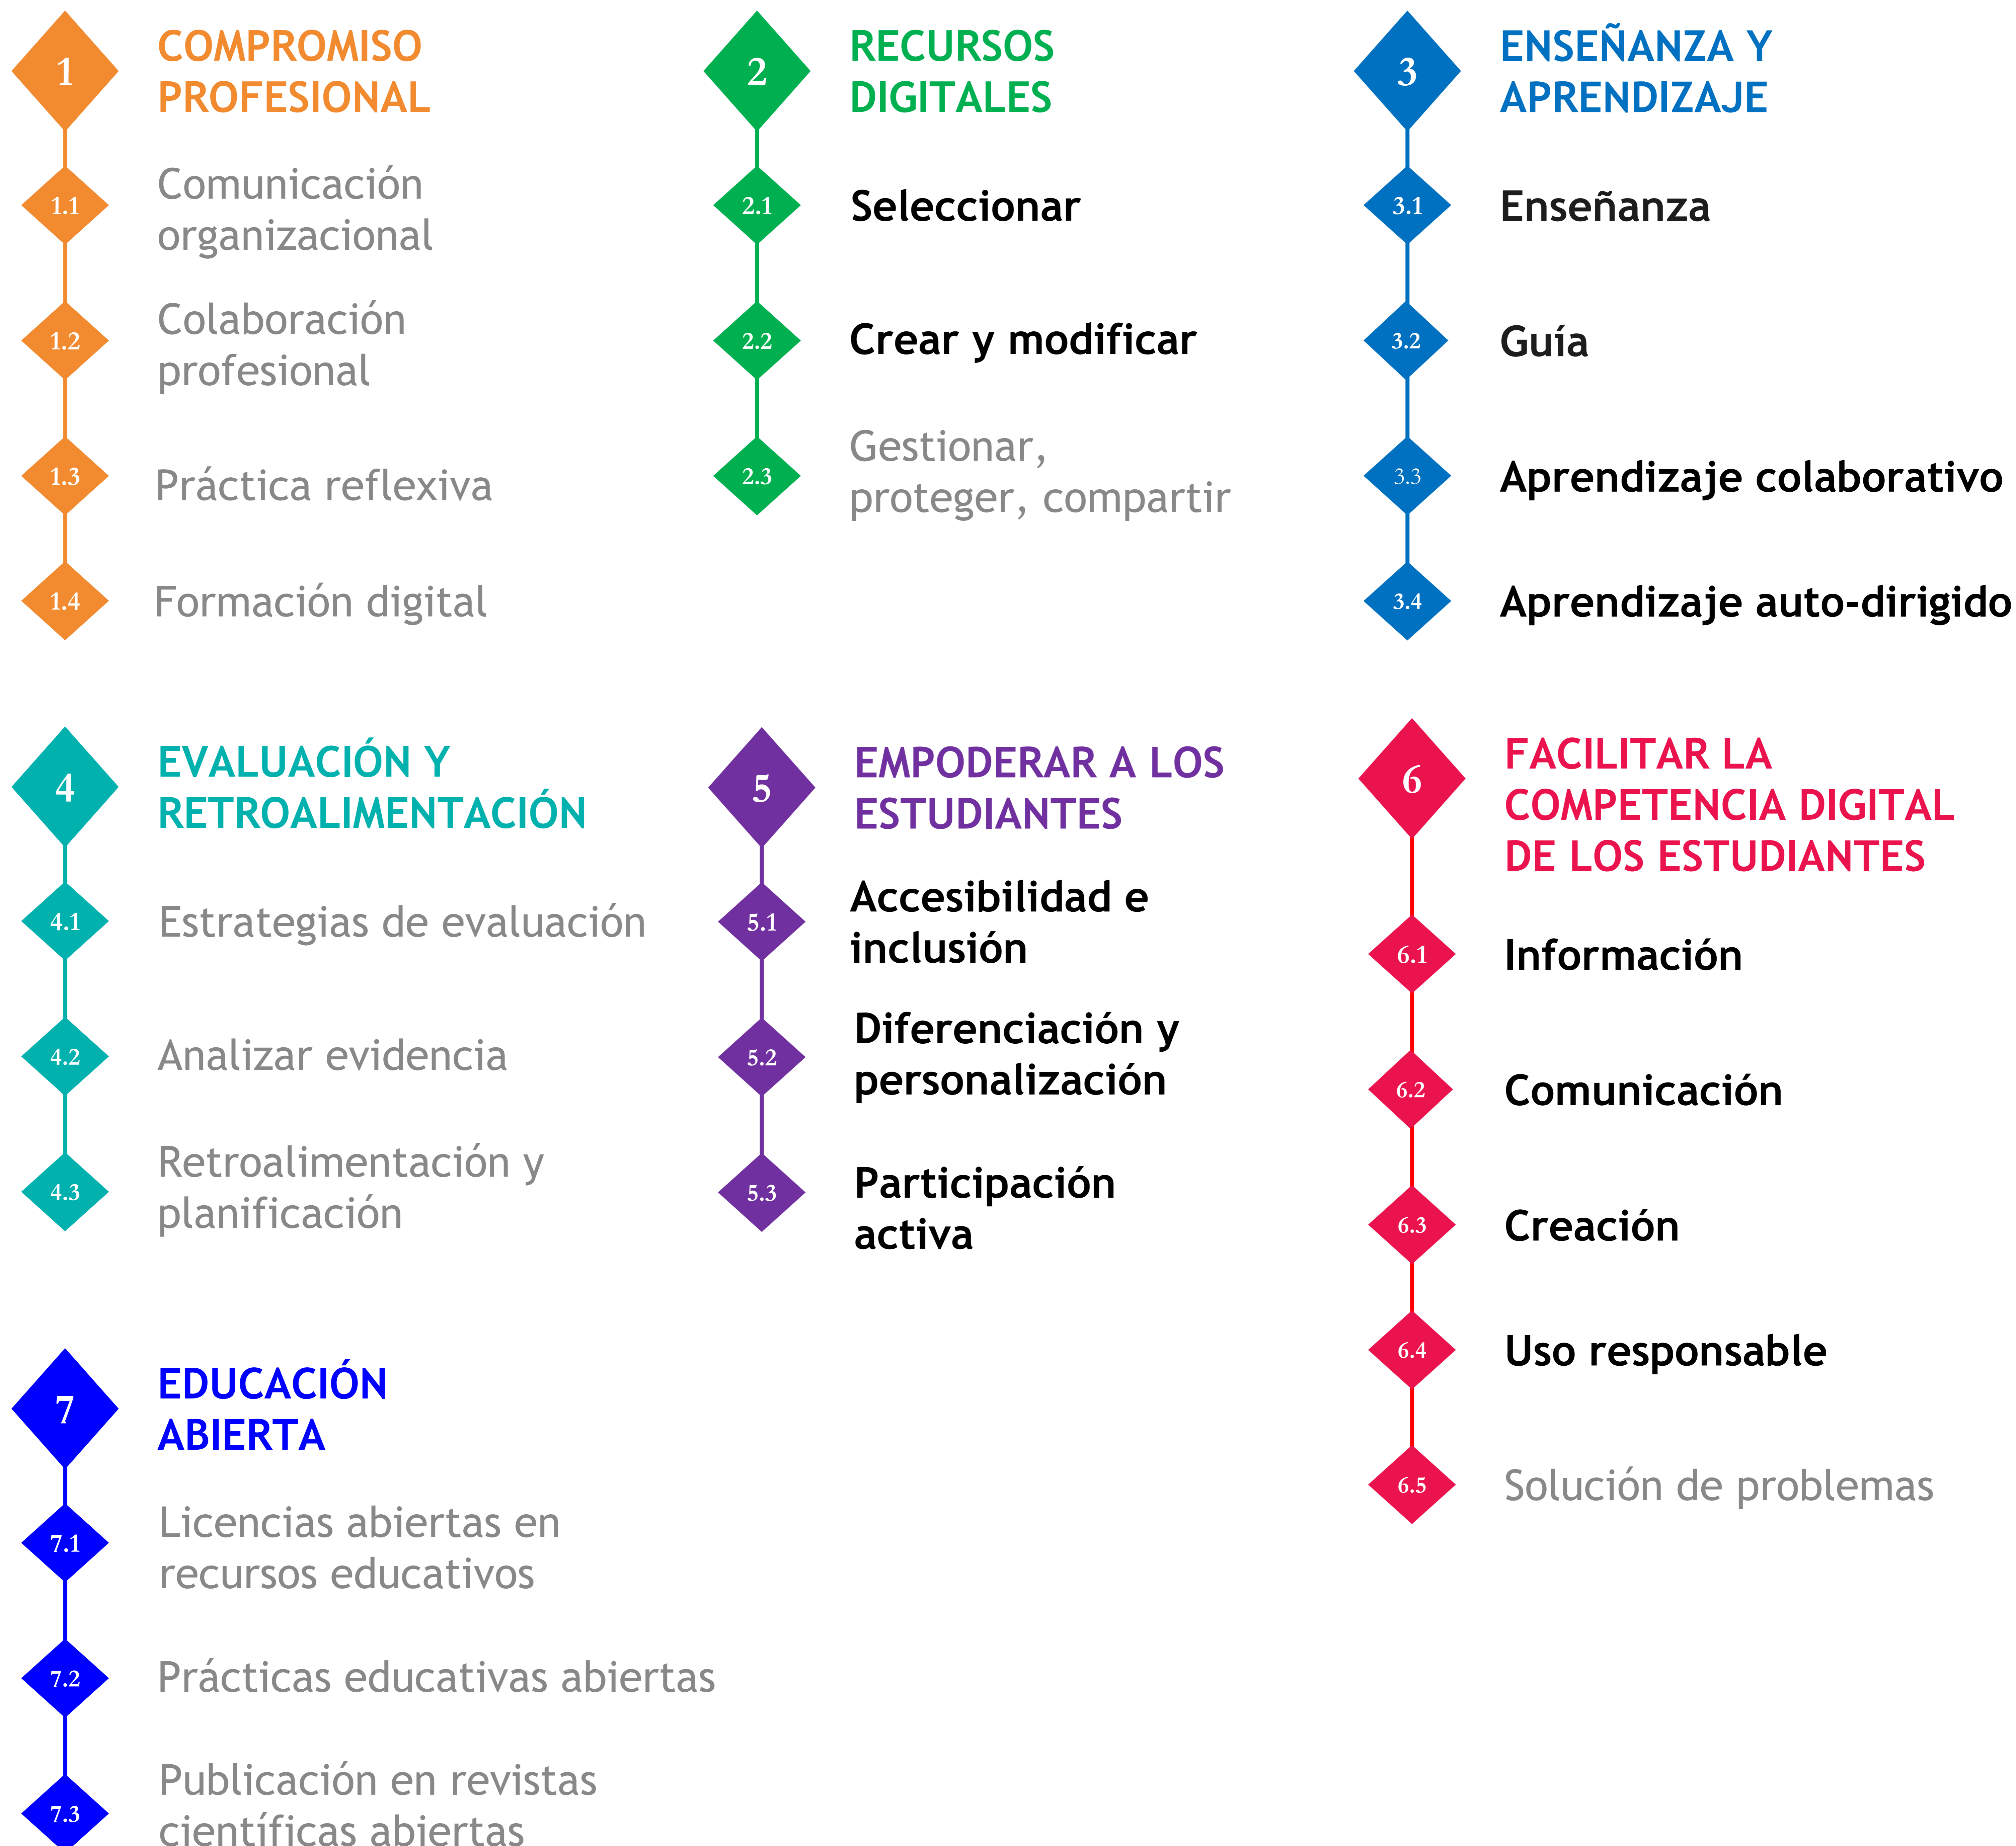 1
COMPROMISO
PROFESIONAL
1.1
Comunicación
organizacional
1.2
Colaboración
profesional
1.3
Práctica reflexiva
1.4
Formación digital
2
RECURSOS
DIGITALES
2.1
Seleccionar
2.2
Crear y modificar
2.3
Gestionar,
proteger, compartir
3
ENSEÑANZA Y
APRENDIZAJE
3.1
Enseñanza
3.2
Guía
3.3
Aprendizaje colaborativo
3.4
Aprendizaje auto-dirigido
4
EVALUACIÓN Y
RETROALIMENTACIÓN
4.1
Estrategias de evaluación
4.2
Analizar evidencia
4.3
Retroalimentación y
planificación
5
EMPODERAR A LOS
ESTUDIANTES
5.1
Accesibilidad e
inclusión
5.2
Diferenciación y
personalización
5.3
Participación
activa
6
FACILITAR LA
COMPETENCIA DIGITAL
DE LOS ESTUDIANTES
6.1
Información
6.2
Comunicación
6.3
Creación
6.4
Uso responsable
6.5
Solución de problemas
7
EDUCACIÓN
ABIERTA
7.1
Licencias abiertas en
recursos educativos
7.2
Prácticas educativas abiertas
7.3
Publicación en revistas
científicas abiertas